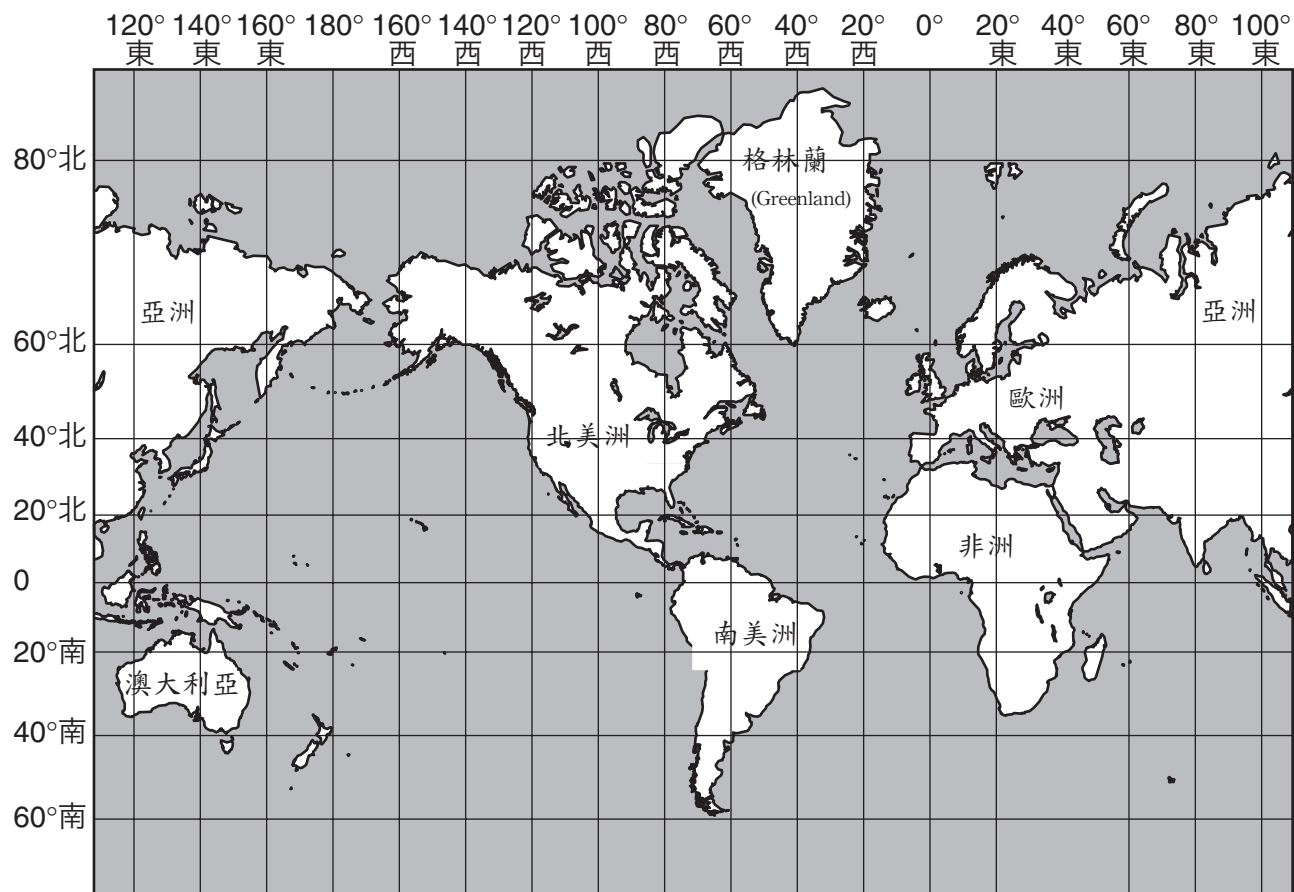 120° 140° 160° 180° 160° 140° 120° 100° 80° 60° 40° 20° 0° 20° 40° 60° 80° 100°
東 東 東 西 西 西 西 西 西 西 西 東 東 東 東 東
80°北
格林蘭
(Greenland)
亞洲
亞洲
60°北
歐洲
40°北
北美洲
20°北
非洲
0
南美洲
20°南
澳大利亞
40°南
60°南